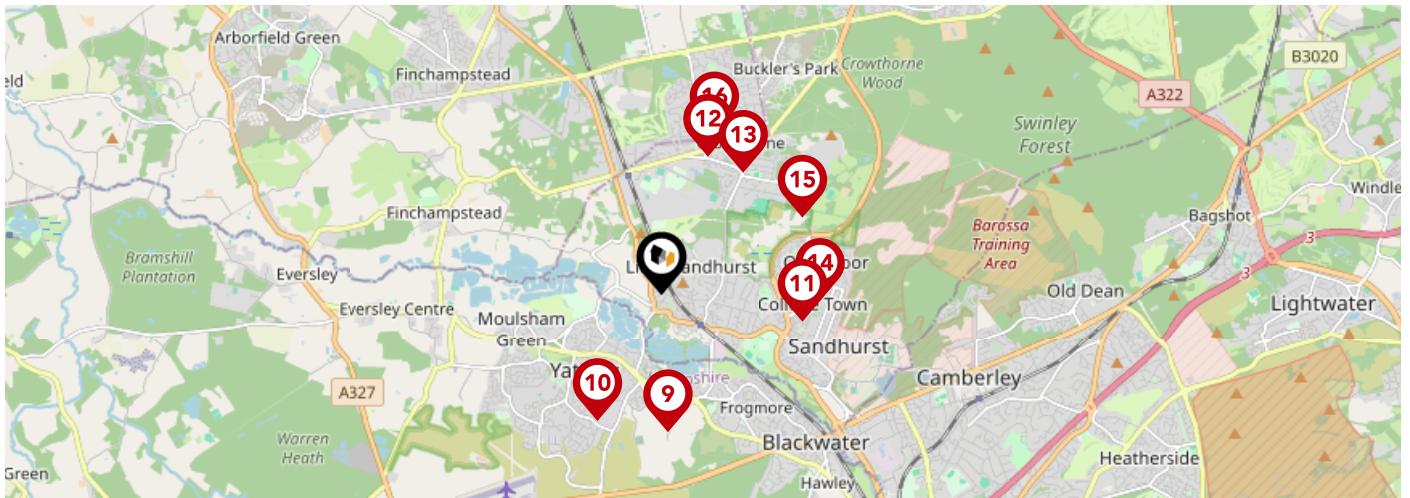 Arborfield Green
Finchampstead
Buckler's Park
Crowthorne
Wood
B3020
eld
A322
16
12
13
Swinley
Forest
15
Windle
Finchampstead
Bagshot
Barossa
Training
Area
3
Bramshill
Plantation
Eversley
andhurst
14
11
3
Old Dean
Lightwater
Eversley Centre
Town
Moulsham
Green
Sandhurst
Camberley
10
9
A327
Frogmore
Warren
Heath
Blackwater
Heatherside
Green
Hawley